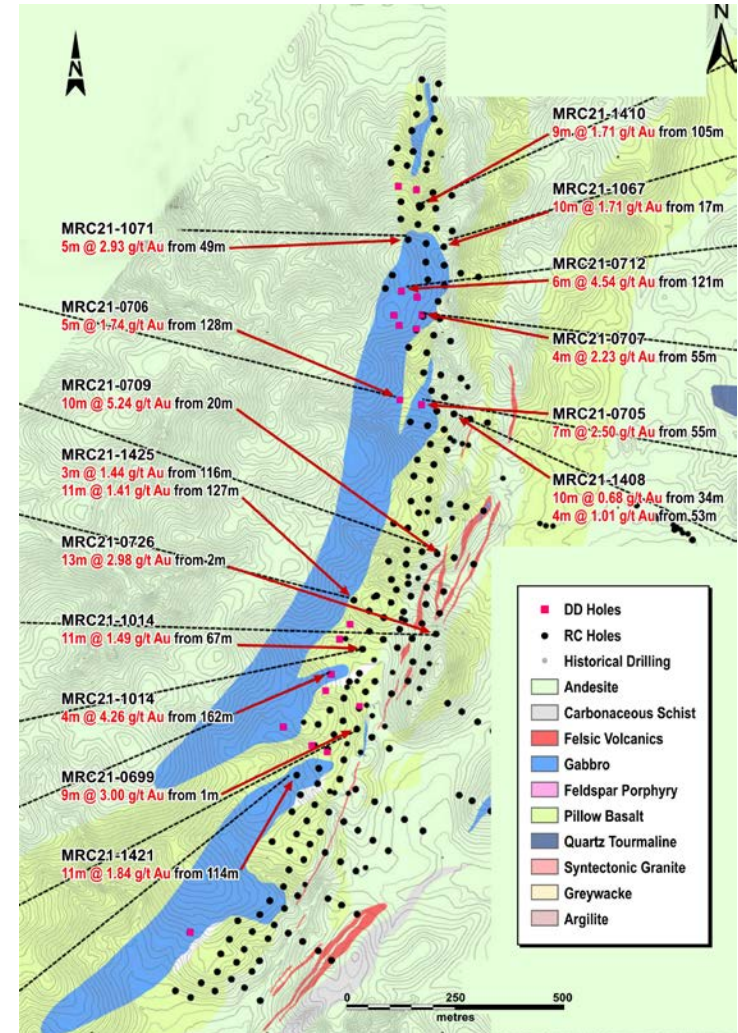 N
N
MRC21-1410
9m @ 1.71 g/t Au from 105m
MRC21-1067
10m @ 1.71 g/t Au from 17m
MRC21-1071
5m @ 2.93 g/t Au from 49m
MRC21-0712
6m @ 4.54 g/t Au from 121m
MRC21-0706
5m @ 1.74 g/t Au from 128m
MRC21-0707
4m @ 2.23 g/t Au from 55m
MRC21-0709
10m @ 5.24 g/t Au from 20m
MRC21-0705
7m @ 2.50 g/t Au from 55m
MRC21-1425
3m @ 1.44 g/t Au from 116m
11m @ 1.41 g/t Au from 127m
MRC21-1408
10m @ 0.68 g/t Au from 34m
4m @ 1.01 g/t Au from 53m
MRC21-0726
13m @ 2.98 g/t Au from 2m
MRC21-1014
11m @ 1.49 g/t Au from 67m
MRC21-1014
4m @ 4.26 g/t Au from 162m
MRC21-0699
9m @ 3.00 g/t Au from 1m
MRC21-1421
11m @ 1.84 g/t Au from 114m
DD Holes
RC Holes
Historical Drilling
Andesite
Carbonaceous Schist
Felsic Volcanics
Gabbro
Feldspar Porphyry
Pillow Basalt
Quartz Tourmaline
Syntectonic Granite
Greywacke
Argilite
0 250 500
metres